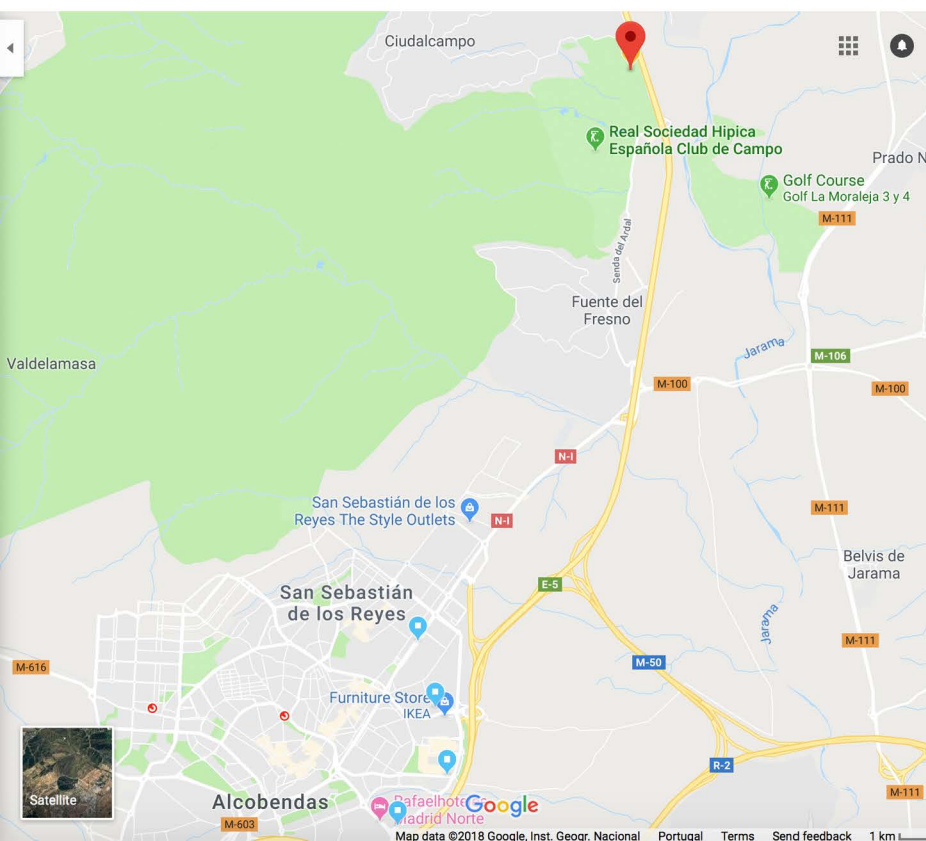 Ciudalcampo
Real Sociedad Hipica
Española Club de Campo
Prado N
Golf Course
Golf La Moraleja 3 y 4
M-111
Senda del Ardal
Fuente del
Fresno
Jarama
M-106
Valdelamasa
M-100
M-100
N-I
San Sebastián de los
Reyes The Style Outlets
N-I
M-111
Belvis de
Jarama
E-5
San Sebastián
de los Reyes
Jarama
M-111
M-616
M-50
Furniture Store
IKEA
R-2
M-111
Satellite
Alcobendas
Rafaelhote
Madrid Norte
Google
M-603
Map data ©2018 Google, Inst. Geogr. Nacional Portugal Terms Send feedback 1 km